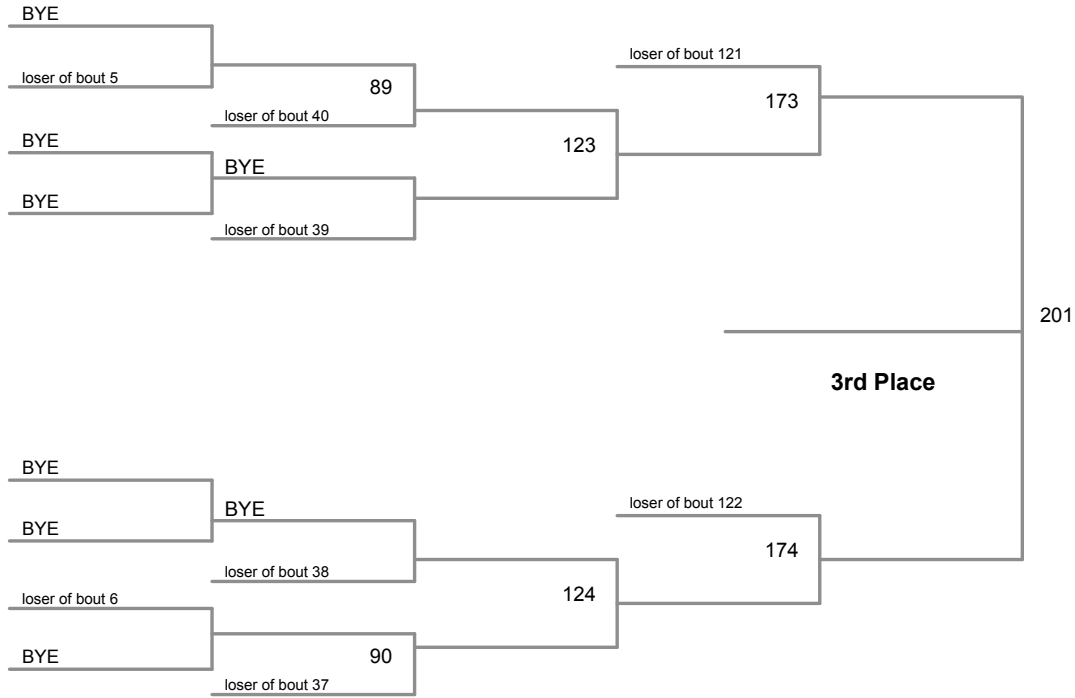 BYE
loser of bout 5
89
loser of bout 40
BYE
BYE
BYE
loser of bout 39
123
loser of bout 121
173
201
3rd Place
BYE
BYE
BYE
loser of bout 38
loser of bout 6
BYE
90
loser of bout 37
124
loser of bout 122
174